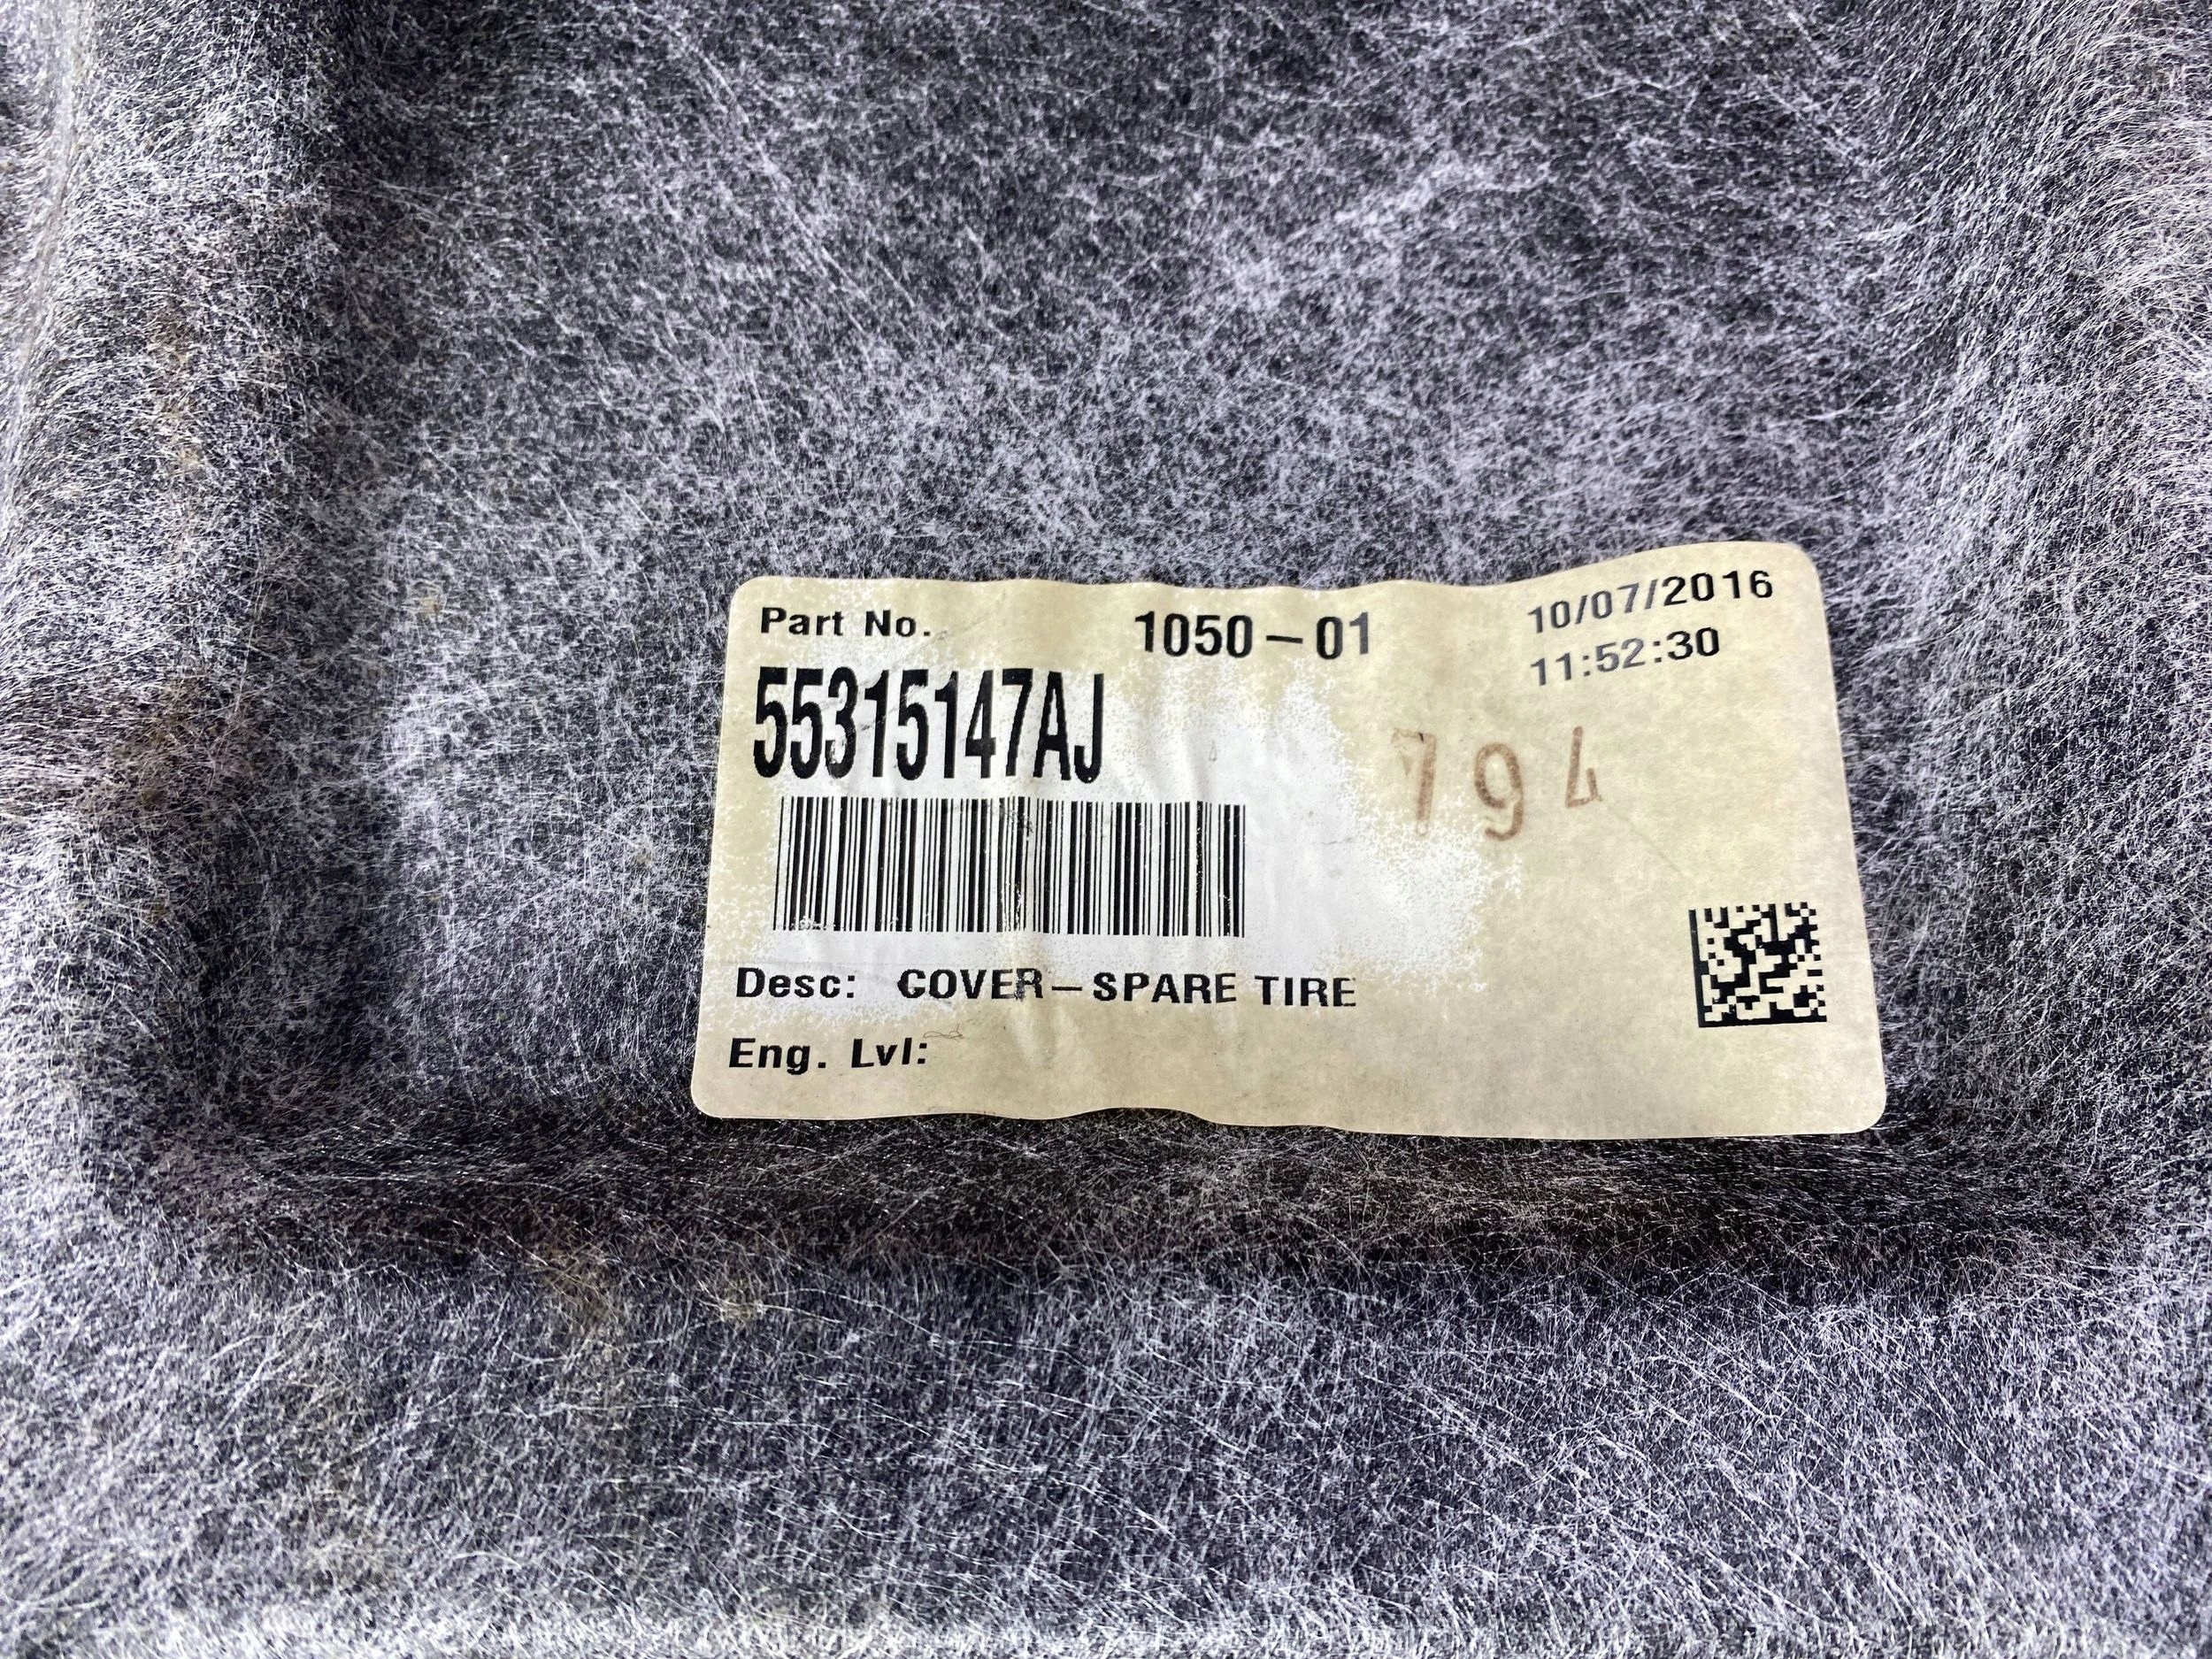 Part No. 1050-01 10/07/2016
11:52:30
55315147AJ
794
Desc: COVER-SPARE TIRE
Eng. Lvl: